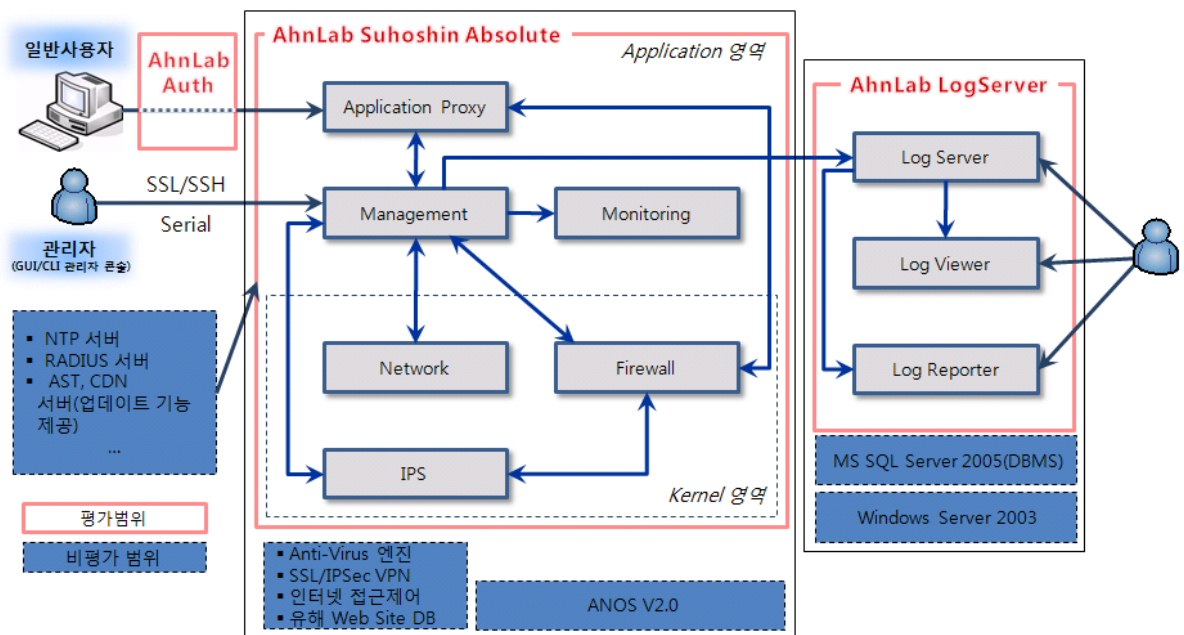 일반사용자
AhnLab
Auth
AhnLab Suhoshin Absolute
Application 영역
Application Proxy
SSL/SSH
Serial
관리자
(GUI/CLI 관리자 콘솔)
Management
Monitoring
▪ NTP 서버
▪ RADIUS 서버
▪ AST, CDN
서버(업데이트 기능
제공)
...
Network
Firewall
IPS
Kernel 영역
평가범위
비평가 범위
▪ Anti-Virus 엔진
▪ SSL/IPSec VPN
▪ 인터넷 접근제어
▪ 유해 Web Site DB
ANOS V2.0
AhnLab LogServer
Log Server
Log Viewer
Log Reporter
MS SQL Server 2005(DBMS)
Windows Server 2003